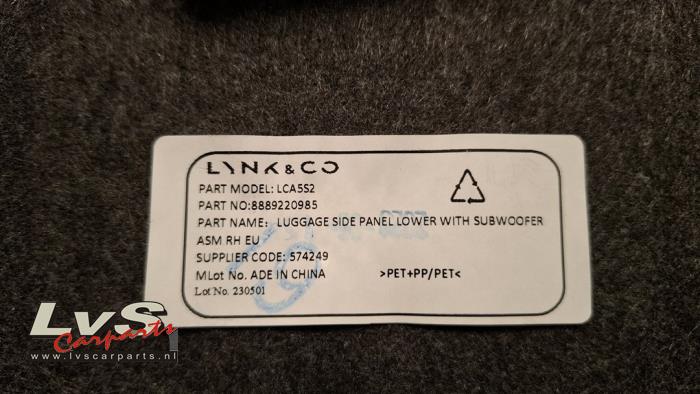 LYNK & CO
PART MODEL: LCA5S2
PART NO:8889220985
PART NAME: LUGGAGE SIDE PANEL LOWER WITH SUBWOOFER
ASM RH EU
SUPPLIER CODE: 574249
MLot No. ADE IN CHINA >PET+PP/PET<
Lot No. 230501
LvS
Carparts
www.lvscarparts.nl